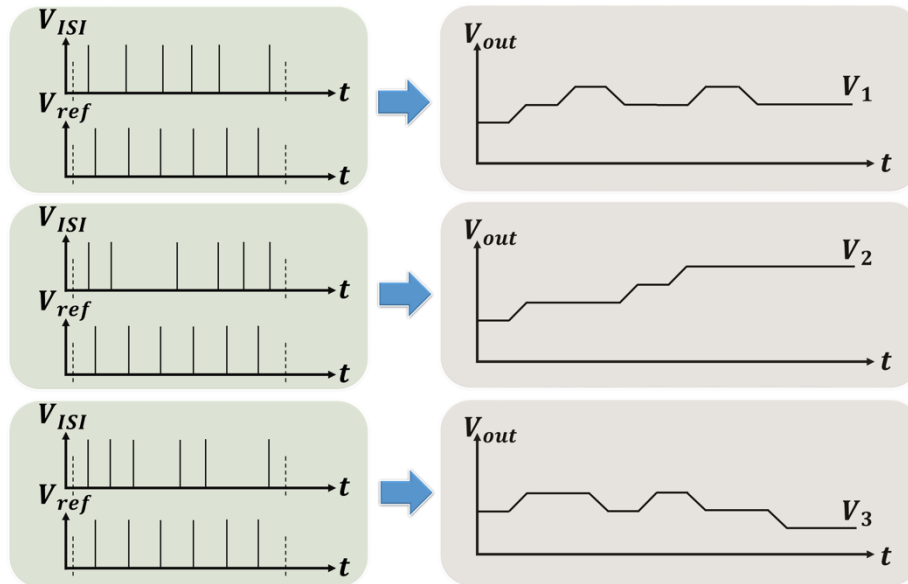 V_ISI
t
V_ref
t
V_out
V_1
t
V_ISI
t
V_ref
t
V_out
V_2
t
V_ISI
t
V_ref
t
V_out
V_3
t